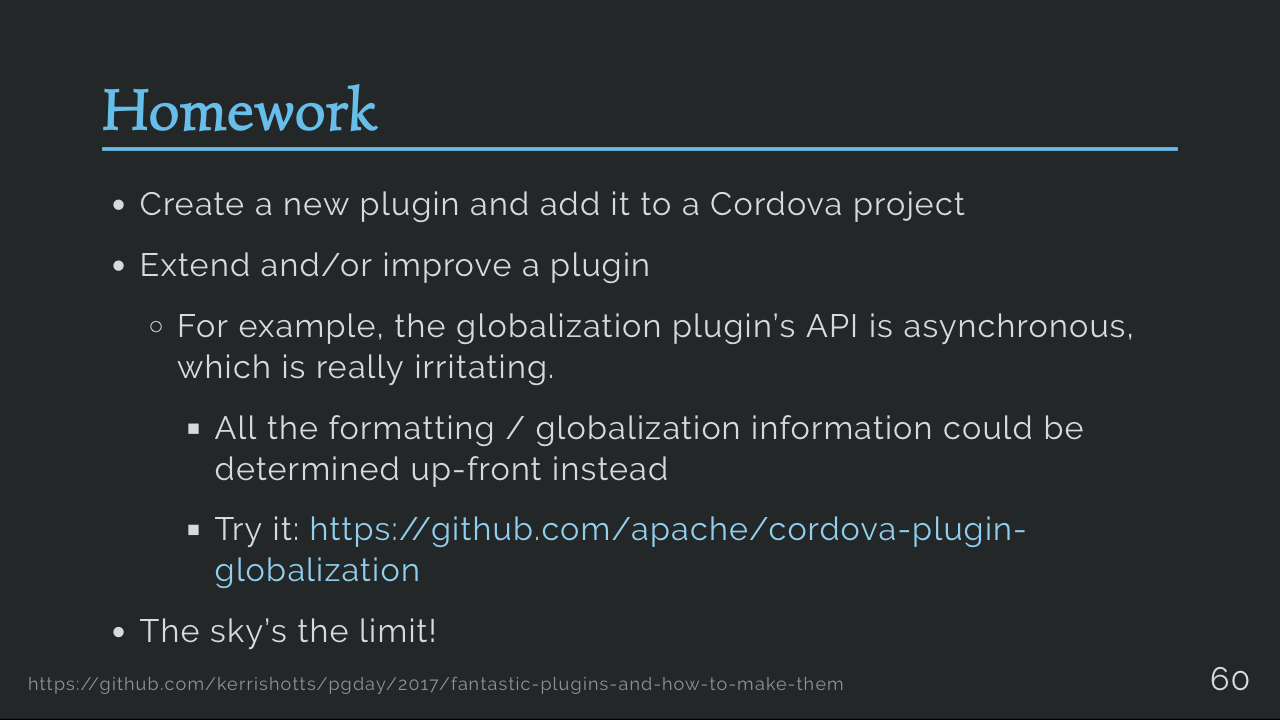 Homework
• Create a new plugin and add it to a Cordova project
• Extend and/or improve a plugin
○ For example, the globalization plugin’s API is asynchronous,
which is really irritating.
▪ All the formatting / globalization information could be
determined up-front instead
▪ Try it: https://github.com/apache/cordova-plugin-
globalization
• The sky’s the limit!
https://github.com/kerrishotts/pgday/2017/fantastic-plugins-and-how-to-make-them
60